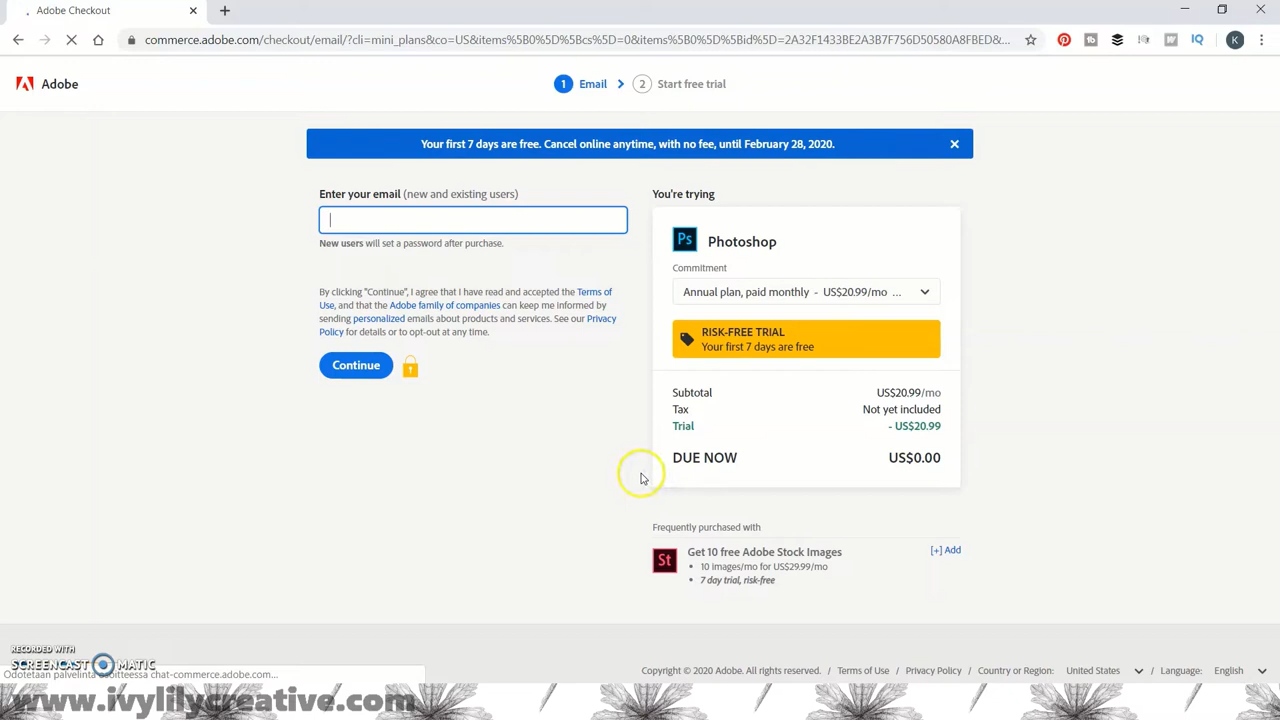 Adobe Checkout
commerce.adobe.com/checkout/email/?cli=mini_plans&co=US&items%5B0%5D%5Bcs%5D=0&items%5B0%5D%5Bid%5D=2A32F1433BE2A3B7F756D50580A8FBED&...
Adobe
1 Email
2 Start free trial
Your first 7 days are free. Cancel online anytime, with no fee, until February 28, 2020.
Enter your email (new and existing users)
New users will set a password after purchase.
By clicking "Continue", I agree that I have read and accepted the Terms of
Use, and that the Adobe family of companies can keep me informed by
sending personalized emails about products and services. See our Privacy
Policy for details or to opt-out at any time.
Continue
You're trying
Ps Photoshop
Commitment
Annual plan, paid monthly - US$20.99/mo ...
RISK-FREE TRIAL
Your first 7 days are free
Subtotal US$20.99/mo
Tax Not yet included
Trial - US$20.99
DUE NOW US$0.00
Frequently purchased with
St Get 10 free Adobe Stock Images [+] Add
• 10 images/mo for US$29.99/mo
• 7 day trial, risk-free
RECORDED WITH
SCREENCAST MATIC
Odotetaan palvelinta osoitteessa chat-commerce.adobe.com...
Copyright © 2020 Adobe. All rights reserved. / Terms of Use / Privacy Policy / Country or Region: United States / Language: English
www.ivylilycreative.com